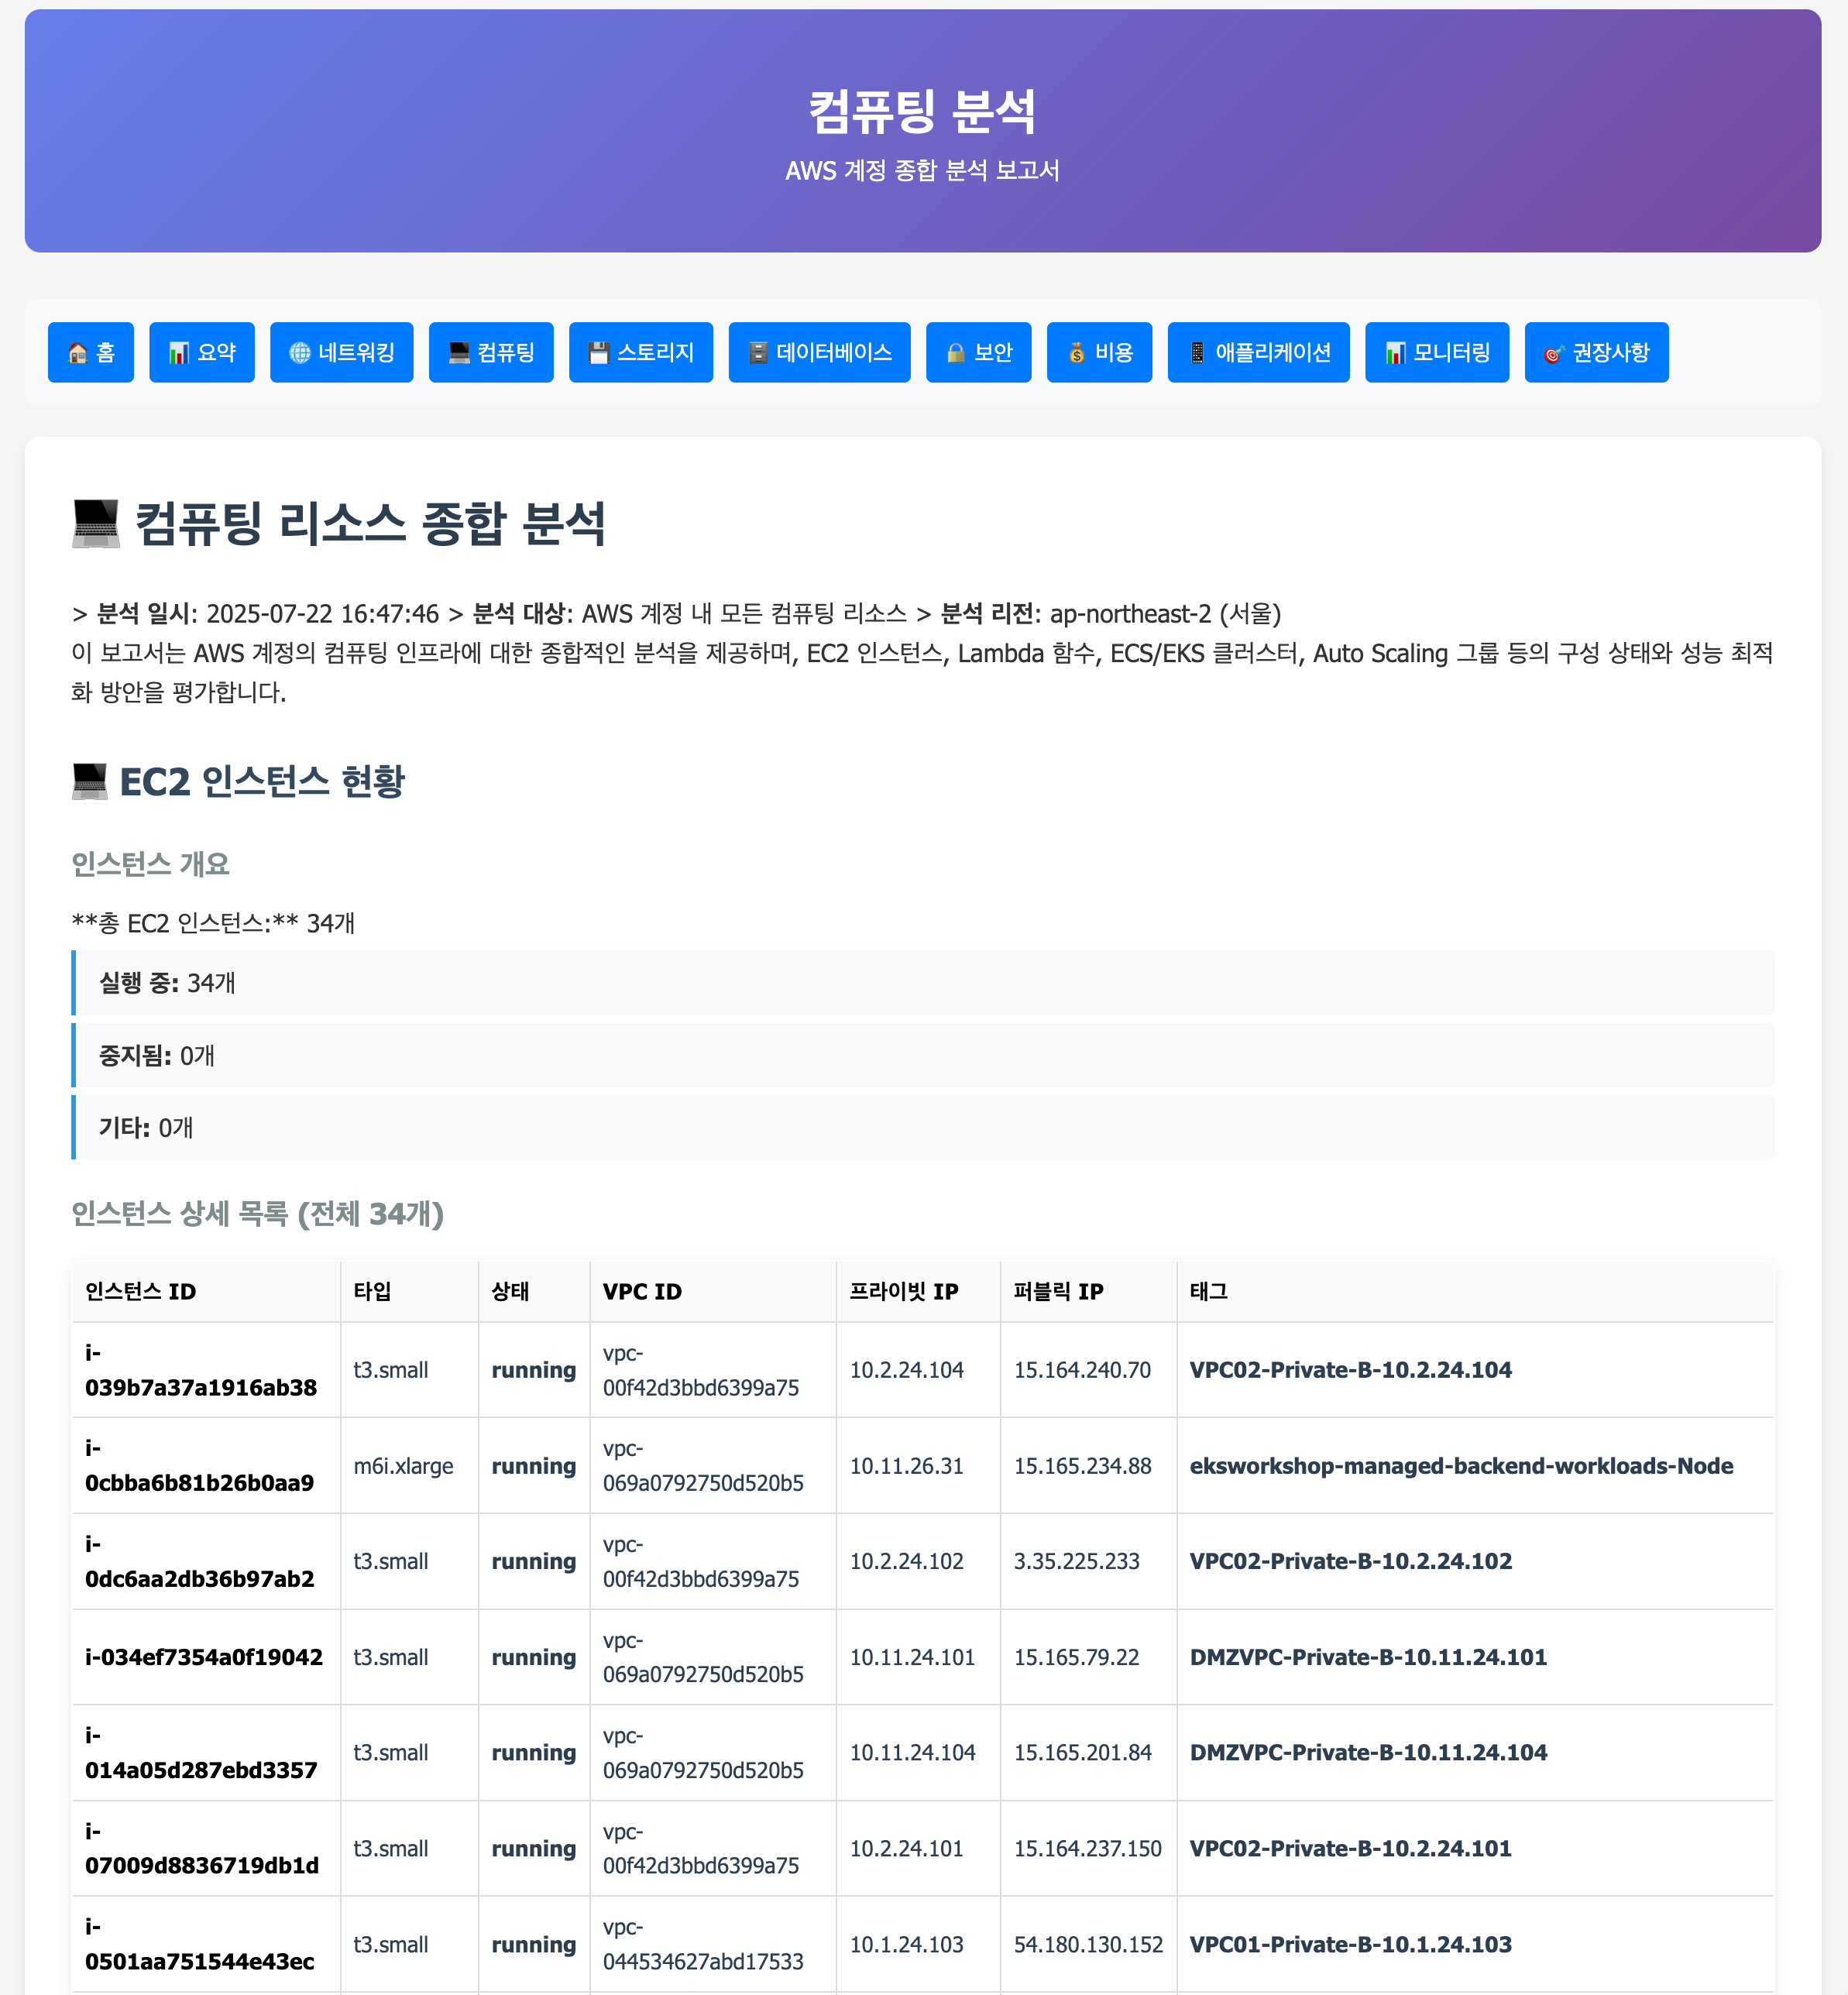 컴퓨팅 분석
AWS 계정 종합 분석 보고서
🏠 홈
📊 요약
🌐 네트워킹
💻 컴퓨팅
💾 스토리지
🗄️ 데이터베이스
🔒 보안
💰 비용
📱 애플리케이션
📊 모니터링
🎯 권장사항
💻 컴퓨팅 리소스 종합 분석
> 분석 일시: 2025-07-22 16:47:46 > 분석 대상: AWS 계정 내 모든 컴퓨팅 리소스 > 분석 리전: ap-northeast-2 (서울)
이 보고서는 AWS 계정의 컴퓨팅 인프라에 대한 종합적인 분석을 제공하며, EC2 인스턴스, Lambda 함수, ECS/EKS 클러스터, Auto Scaling 그룹 등의 구성 상태와 성능 최적
화 방안을 평가합니다.
💻 EC2 인스턴스 현황
인스턴스 개요
**총 EC2 인스턴스:** 34개
실행 중: 34개
중지됨: 0개
기타: 0개
인스턴스 상세 목록 (전체 34개)
인스턴스 ID 타입 상태 VPC ID 프라이빗 IP 퍼블릭 IP 태그
i-
039b7a37a1916ab38 t3.small running vpc-
00f42d3bbd6399a75 10.2.24.104 15.164.240.70 VPC02-Private-B-10.2.24.104
i-
0cbba6b81b26b0aa9 m6i.xlarge running vpc-
069a0792750d520b5 10.11.26.31 15.165.234.88 eksworkshop-managed-backend-workloads-Node
i-
0dc6aa2db36b97ab2 t3.small running vpc-
00f42d3bbd6399a75 10.2.24.102 3.35.225.233 VPC02-Private-B-10.2.24.102
i-034ef7354a0f19042 t3.small running vpc-
069a0792750d520b5 10.11.24.101 15.165.79.22 DMZVPC-Private-B-10.11.24.101
i-
014a05d287ebd3357 t3.small running vpc-
069a0792750d520b5 10.11.24.104 15.165.201.84 DMZVPC-Private-B-10.11.24.104
i-
07009d8836719db1d t3.small running vpc-
00f42d3bbd6399a75 10.2.24.101 15.164.237.150 VPC02-Private-B-10.2.24.101
i-
0501aa751544e43ec t3.small running vpc-
044534627abd17533 10.1.24.103 54.180.130.152 VPC01-Private-B-10.1.24.103